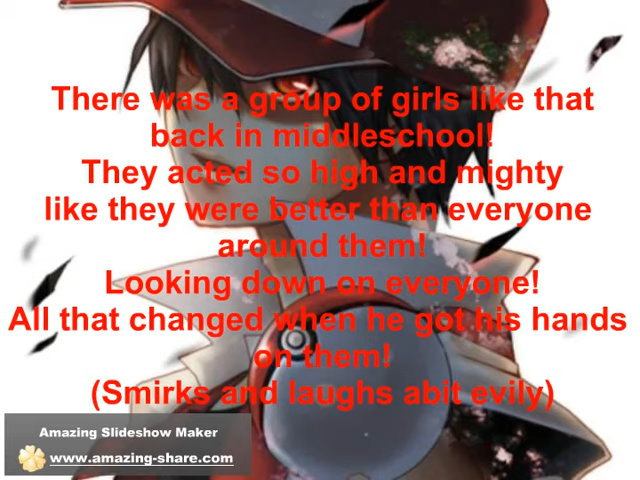 There was a group of girls like that
back in middleschool!
They acted so high and mighty
like they were better than everyone
around them!
Looking down on everyone!
All that changed when he got his hands
on them!
(Smirks and laughs abit evily)
Amazing Slideshow Maker
www.amazing-share.com